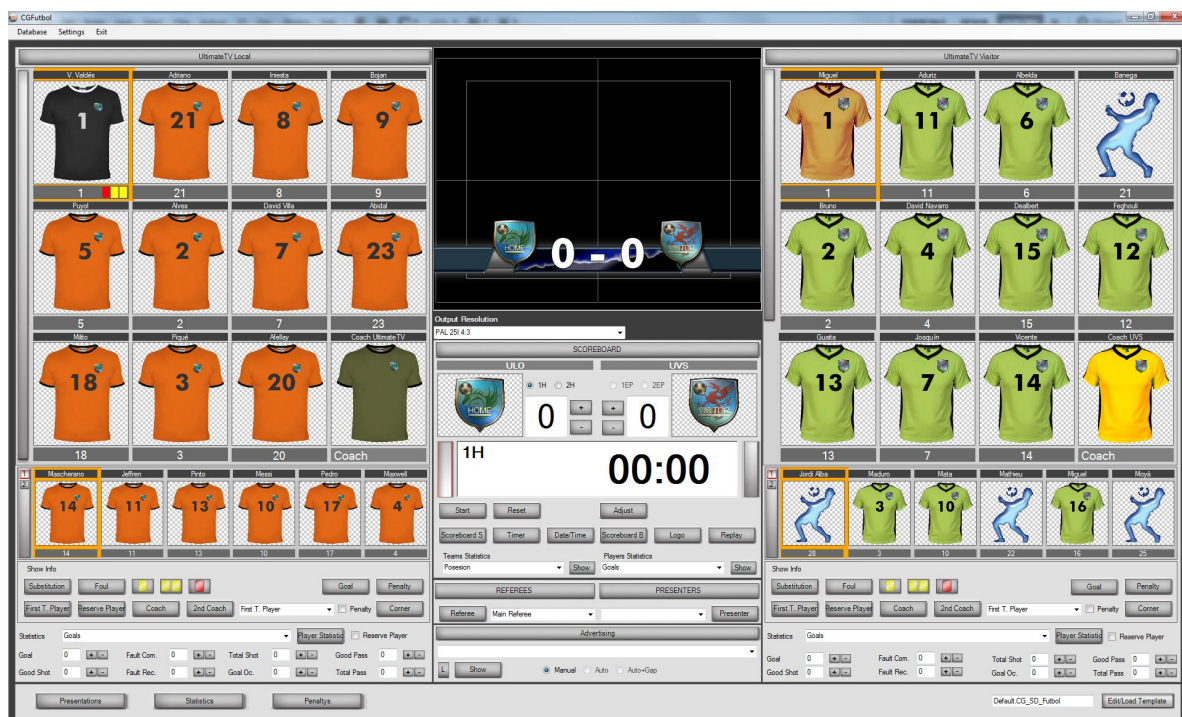 CGFutbol
Database Settings Exit
UltimateTV Local
V. Valdés Adriano Iniesta Bojan
1 21 8 9
1 21 8 9
Puyol Alves David Villa Abidal
5 2 7 23
5 2 7 23
Milito Piqué Afellay Coach UltimateTV
18 3 20
18 3 20 Coach
1
2
Mascherano Jeffren Pinto Messi Pedro Maxwell
14 11 13 10 17 4
14 11 13 10 17 4
Show Info
Substitution Foul Goal Penalty
First T. Player Reserve Player Coach 2nd Coach First T. Player Penalty Corner
Statistics Goals Player Statistic Reserve Player
Goal 0 + - Fault Com. 0 + - Total Shot 0 + - Good Pass 0 + -
Good Shot 0 + - Fault Rec. 0 + - Goal Oc. 0 + - Total Pass 0 + -
HOME 0 - 0 VISITOR
Output Resolution
PAL 25I 4:3
SCOREBOARD
ULO UVS
1H 2H 1EP 2EP
HOME 0 + - + - 0 VISITOR
1H 00:00
Start Reset Adjust
Scoreboard S Timer Date/Time Scoreboard B Logo Replay
Teams Statistics Players Statistics
Posesion Show Goals Show
REFEREES PRESENTERS
Referee Main Referee Presenter
Advertising
L Show Manual Auto Auto+Gap
UltimateTV Visitor
Miguel Aduriz Albelda Banega
1 11 6
1 11 6 21
Bruno David Navarro Dealbert Feghouli
2 4 15 12
2 4 15 12
Guaita Joaquín Vicente Coach UVS
13 7 14
13 7 14 Coach
1
2
Jordi Alba Maduro Mata Mathieu Miguel Moyá
3 10 16
28 3 10 22 16 25
Show Info
Substitution Foul Goal Penalty
First T. Player Reserve Player Coach 2nd Coach First T. Player Penalty Corner
Statistics Goals Player Statistic Reserve Player
Goal 0 + - Fault Com. 0 + - Total Shot 0 + - Good Pass 0 + -
Good Shot 0 + - Fault Rec. 0 + - Goal Oc. 0 + - Total Pass 0 + -
Presentations Statistics Penaltys Default.CG_SD_Futbol Edit/Load Template